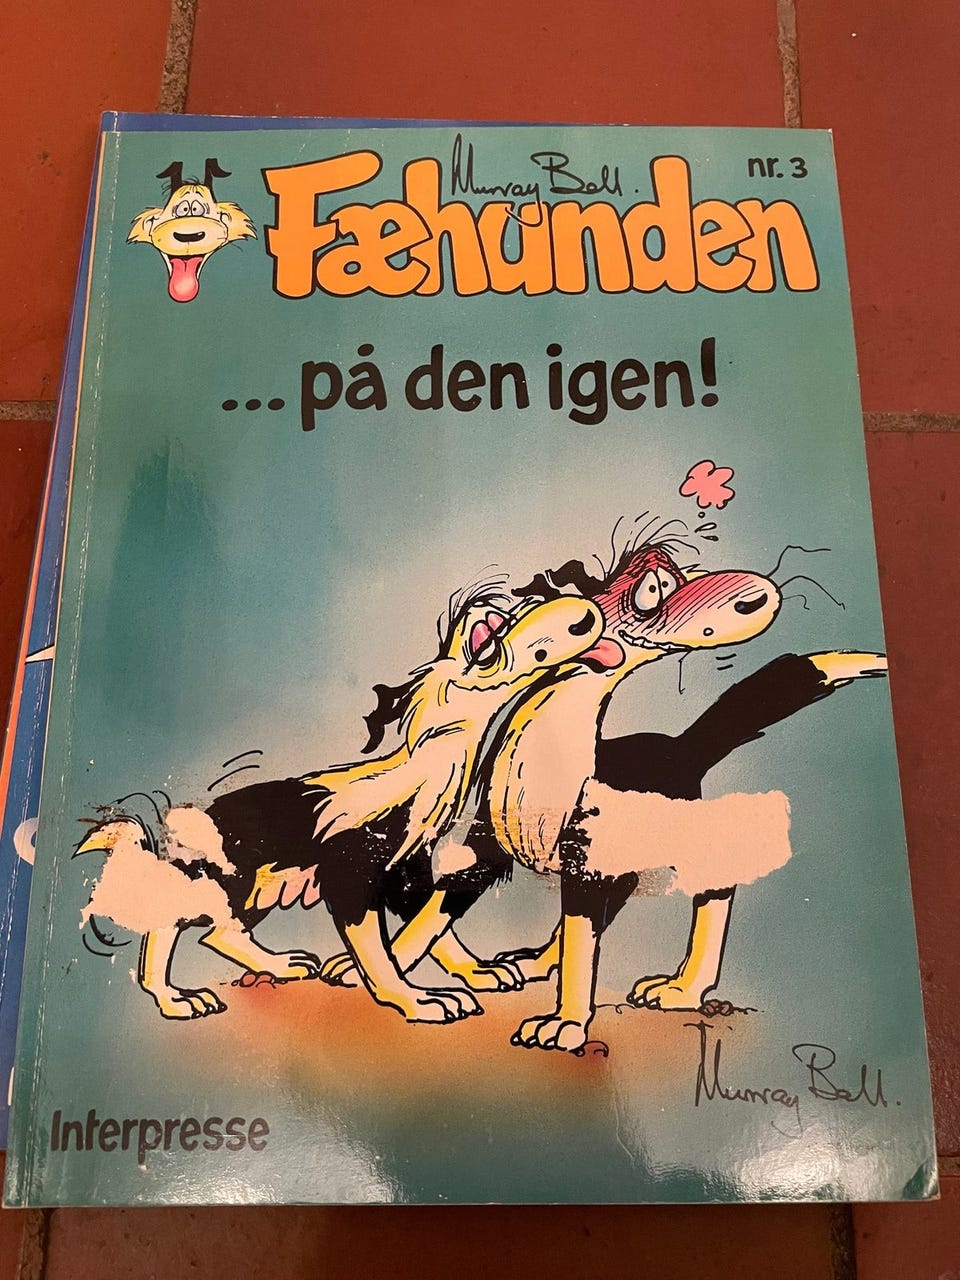 Murray Ball.
nr. 3
Fæhunden
... på den igen!
Murray Ball.
Interpresse